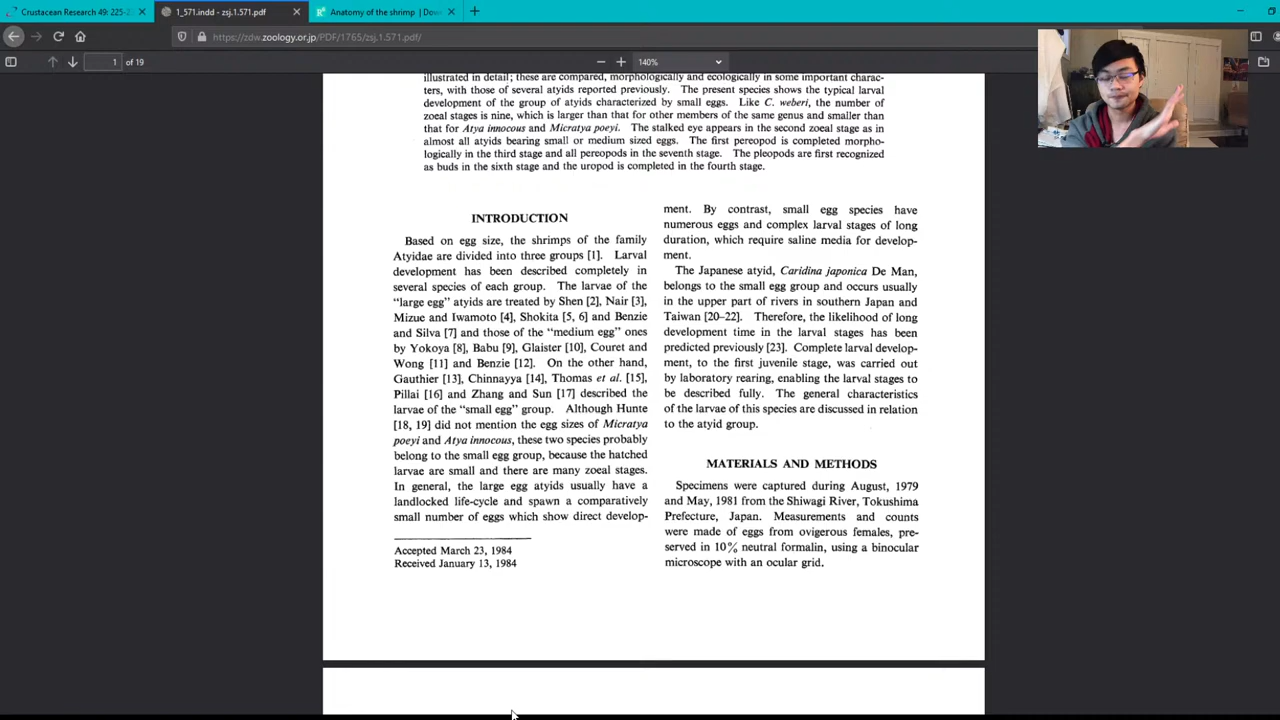 Crustacean Research 49: 225-2
1_571.indd - zsj.1.571.pdf
Anatomy of the shrimp | Dow
https://zdw.zoology.or.jp/PDF/1765/zsj.1.571.pdf/
1 of 19
140%
illustrated in detail; these are compared, morphologically and ecologically in some important charac-
ters, with those of several atyids reported previously. The present species shows the typical larval
development of the group of atyids characterized by small eggs. Like C. weberi, the number of
zoeal stages is nine, which is larger than that for other members of the same genus and smaller than
that for Atya innocous and Micratya poeyi. The stalked eye appears in the second zoeal stage as in
almost all atyids bearing small or medium sized eggs. The first pereopod is completed morpho-
logically in the third stage and all pereopods in the seventh stage. The pleopods are first recognized
as buds in the sixth stage and the uropod is completed in the fourth stage.
INTRODUCTION
Based on egg size, the shrimps of the family
Atyidae are divided into three groups [1]. Larval
development has been described completely in
several species of each group. The larvae of the
"large egg" atyids are treated by Shen [2], Nair [3],
Mizue and Iwamoto [4], Shokita [5, 6] and Benzie
and Silva [7] and those of the "medium egg" ones
by Yokoya [8], Babu [9], Glaister [10], Couret and
Wong [11] and Benzie [12]. On the other hand,
Gauthier [13], Chinnayya [14], Thomas et al. [15],
Pillai [16] and Zhang and Sun [17] described the
larvae of the "small egg" group. Although Hunte
[18, 19] did not mention the egg sizes of Micratya
poeyi and Atya innocous, these two species probably
belong to the small egg group, because the hatched
larvae are small and there are many zoeal stages.
In general, the large egg atyids usually have a
landlocked life-cycle and spawn a comparatively
small number of eggs which show direct develop-
Accepted March 23, 1984
Received January 13, 1984
ment. By contrast, small egg species have
numerous eggs and complex larval stages of long
duration, which require saline media for develop-
ment.
The Japanese atyid, Caridina japonica De Man,
belongs to the small egg group and occurs usually
in the upper part of rivers in southern Japan and
Taiwan [20–22]. Therefore, the likelihood of long
development time in the larval stages has been
predicted previously [23]. Complete larval develop-
ment, to the first juvenile stage, was carried out
by laboratory rearing, enabling the larval stages to
be described fully. The general characteristics
of the larvae of this species are discussed in relation
to the atyid group.
MATERIALS AND METHODS
Specimens were captured during August, 1979
and May, 1981 from the Shiwagi River, Tokushima
Prefecture, Japan. Measurements and counts
were made of eggs from ovigerous females, pre-
served in 10% neutral formalin, using a binocular
microscope with an ocular grid.